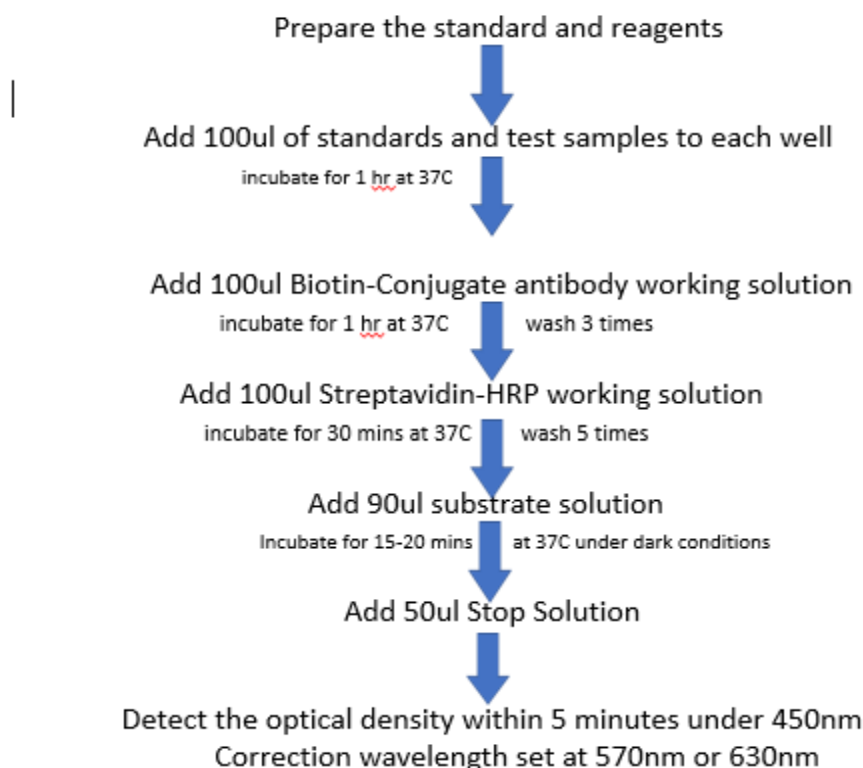 Prepare the standard and reagents
Add 100ul of standards and test samples to each well
incubate for 1 hr at 37C
Add 100ul Biotin-Conjugate antibody working solution
incubate for 1 hr at 37C wash 3 times
Add 100ul Streptavidin-HRP working solution
incubate for 30 mins at 37C wash 5 times
Add 90ul substrate solution
Incubate for 15-20 mins at 37C under dark conditions
Add 50ul Stop Solution
Detect the optical density within 5 minutes under 450nm
Correction wavelength set at 570nm or 630nm